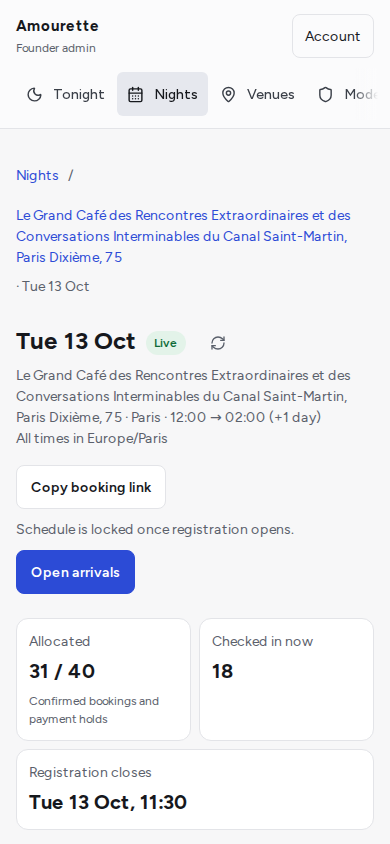 Amourette
Founder admin
Account
Tonight
Nights
Venues
Mode
Nights /
Le Grand Café des Rencontres Extraordinaires et des
Conversations Interminables du Canal Saint-Martin,
Paris Dixième, 75
· Tue 13 Oct
Tue 13 Oct
Live
Le Grand Café des Rencontres Extraordinaires et des
Conversations Interminables du Canal Saint-Martin,
Paris Dixième, 75 · Paris · 12:00 → 02:00 (+1 day)
All times in Europe/Paris
Copy booking link
Schedule is locked once registration opens.
Open arrivals
Allocated
31 / 40
Confirmed bookings and
payment holds
Checked in now
18
Registration closes
Tue 13 Oct, 11:30